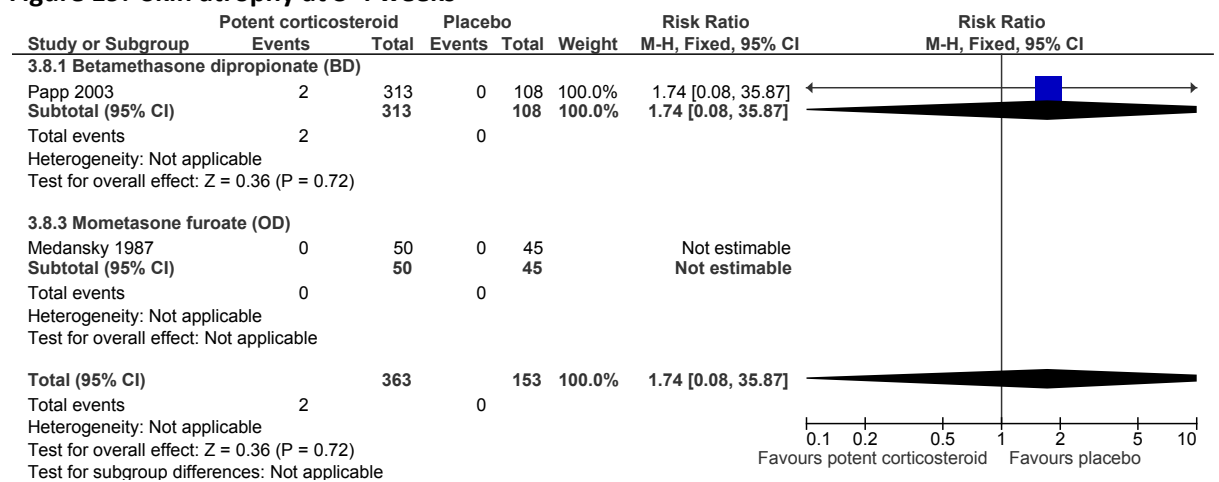 Potent corticosteroid Placebo Risk Ratio Risk Ratio
Study or Subgroup Events Total Events Total Weight M-H, Fixed, 95% CI M-H, Fixed, 95% CI
3.8.1 Betamethasone dipropionate (BD)
Papp 2003 2 313 0 108 100.0% 1.74 [0.08, 35.87]
Subtotal (95% CI) 313 108 100.0% 1.74 [0.08, 35.87]
Total events 2 0
Heterogeneity: Not applicable
Test for overall effect: Z = 0.36 (P = 0.72)
3.8.3 Mometasone furoate (OD)
Medansky 1987 0 50 0 45 Not estimable
Subtotal (95% CI) 50 45 Not estimable
Total events 0 0
Heterogeneity: Not applicable
Test for overall effect: Not applicable
Total (95% CI) 363 153 100.0% 1.74 [0.08, 35.87]
Total events 2 0
Heterogeneity: Not applicable
Test for overall effect: Z = 0.36 (P = 0.72)
Test for subgroup differences: Not applicable
0.1 0.2 0.5 1 2 5 10
Favours potent corticosteroid Favours placebo